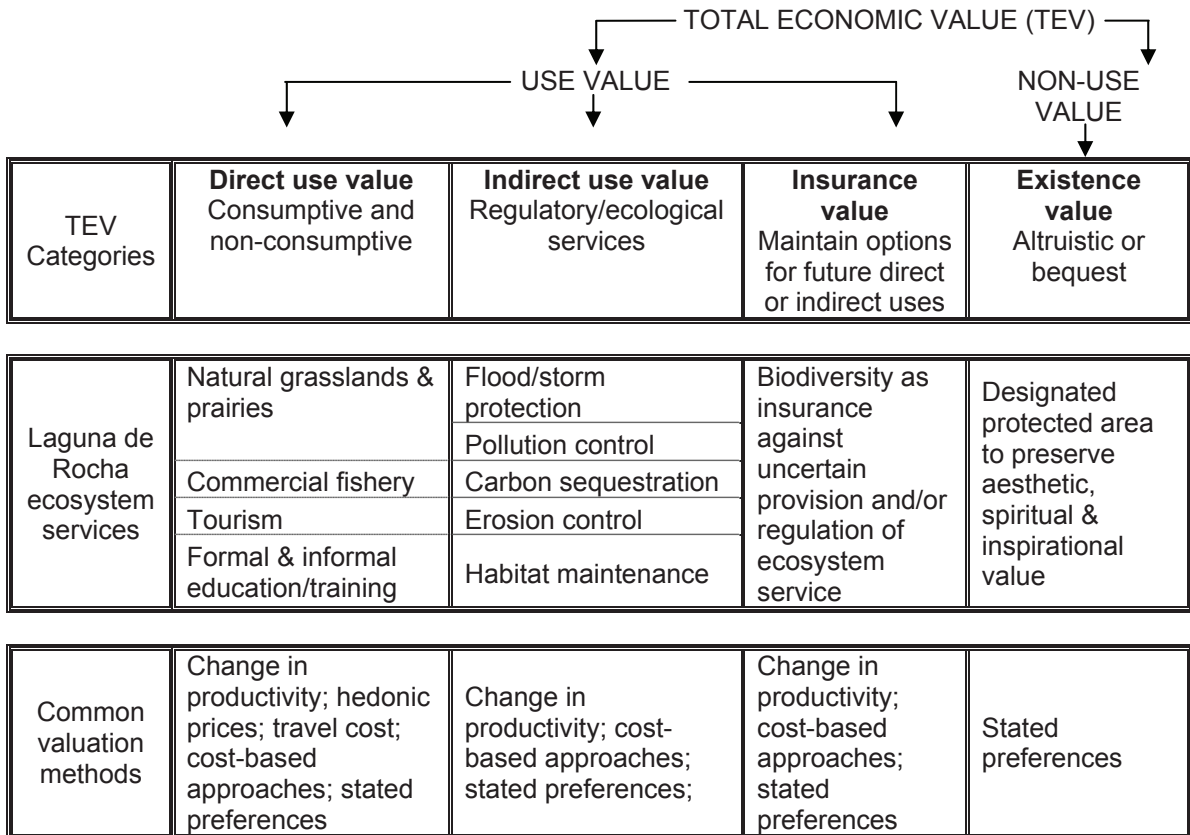 TOTAL ECONOMIC VALUE (TEV)
USE VALUE
NON-USE
VALUE
TEV
Categories
Direct use value
Consumptive and
non-consumptive
Indirect use value
Regulatory/ecological
services
Insurance
value
Maintain options
for future direct
or indirect uses
Existence
value
Altruistic or
bequest
Laguna de
Rocha
ecosystem
services
Natural grasslands &
prairies
Commercial fishery
Tourism
Formal & informal
education/training
Flood/storm
protection
Pollution control
Carbon sequestration
Erosion control
Habitat maintenance
Biodiversity as
insurance
against
uncertain
provision and/or
regulation of
ecosystem
service
Designated
protected area
to preserve
aesthetic,
spiritual &
inspirational
value
Common
valuation
methods
Change in
productivity; hedonic
prices; travel cost;
cost-based
approaches; stated
preferences
Change in
productivity; cost-
based approaches;
stated preferences;
Change in
productivity;
cost-based
approaches;
stated
preferences
Stated
preferences